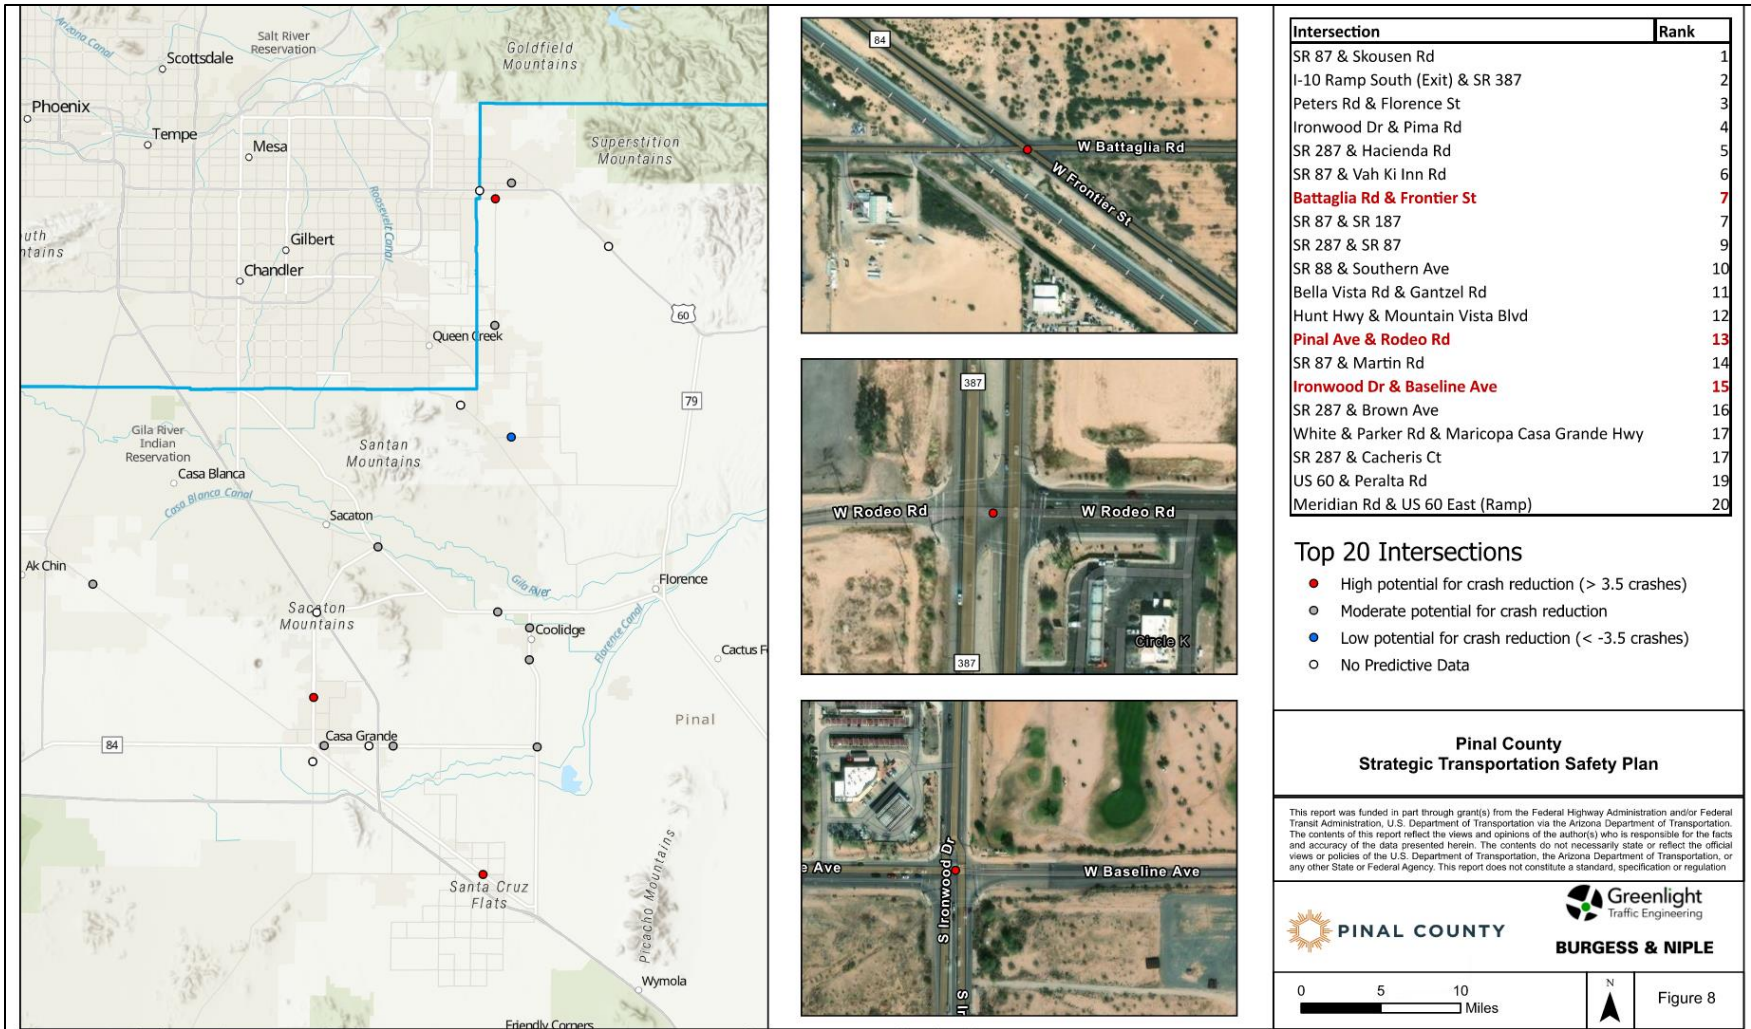 Arizona Canal
Salt River
Reservation
Scottsdale
Goldfield
Mountains
Phoenix
Tempe
Mesa
Superstition
Mountains
Roosevelt Canal
outh
ntains
Gilbert
Chandler
60
Queen Creek
79
Gila River
Indian
Reservation
Santan
Mountains
Casa Blanca
Casa Blanca Canal
Sacaton
Ak Chin
Gila River
Florence
Sacaton
Mountains
Coolidge
Florence Canal
Cactus F
Pinal
84
Casa Grande
Santa Cruz
Flats
Picacho Mountains
Wymola
Friendly Corners
84
W Battaglia Rd
W Frontier St
387
W Rodeo Rd
W Rodeo Rd
Circle K
387
S Ironwood Dr
e Ave
W Baseline Ave
S Ir
Intersection Rank
SR 87 & Skousen Rd 1
I-10 Ramp South (Exit) & SR 387 2
Peters Rd & Florence St 3
Ironwood Dr & Pima Rd 4
SR 287 & Hacienda Rd 5
SR 87 & Vah Ki Inn Rd 6
Battaglia Rd & Frontier St 7
SR 87 & SR 187 7
SR 287 & SR 87 9
SR 88 & Southern Ave 10
Bella Vista Rd & Gantzel Rd 11
Hunt Hwy & Mountain Vista Blvd 12
Pinal Ave & Rodeo Rd 13
SR 87 & Martin Rd 14
Ironwood Dr & Baseline Ave 15
SR 287 & Brown Ave 16
White & Parker Rd & Maricopa Casa Grande Hwy 17
SR 287 & Cacheris Ct 17
US 60 & Peralta Rd 19
Meridian Rd & US 60 East (Ramp) 20
Top 20 Intersections
High potential for crash reduction (> 3.5 crashes)
Moderate potential for crash reduction
Low potential for crash reduction (< -3.5 crashes)
No Predictive Data
Pinal County
Strategic Transportation Safety Plan
This report was funded in part through grant(s) from the Federal Highway Administration and/or Federal
Transit Administration, U.S. Department of Transportation via the Arizona Department of Transportation.
The contents of this report reflect the views and opinions of the author(s) who is responsible for the facts
and accuracy of the data presented herein. The contents do not necessarily state or reflect the official
views or policies of the U.S. Department of Transportation, the Arizona Department of Transportation, or
any other State or Federal Agency. This report does not constitute a standard, specification or regulation
PINAL COUNTY
Greenlight
Traffic Engineering
BURGESS & NIPLE
0 5 10
Miles
N
Figure 8